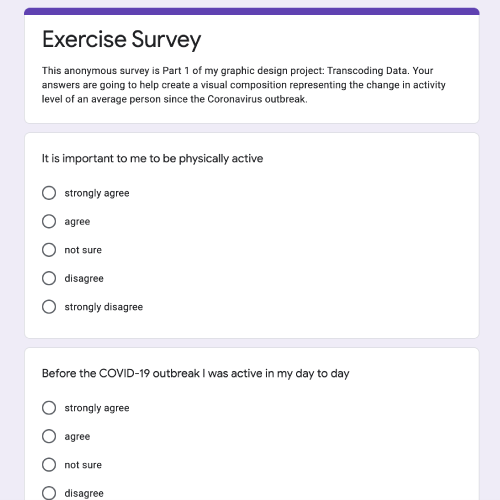 Exercise Survey
This anonymous survey is Part 1 of my graphic design project: Transcoding Data. Your
answers are going to help create a visual composition representing the change in activity
level of an average person since the Coronavirus outbreak.
It is important to me to be physically active
strongly agree
agree
not sure
disagree
strongly disagree
Before the COVID-19 outbreak I was active in my day to day
strongly agree
agree
not sure
disagree